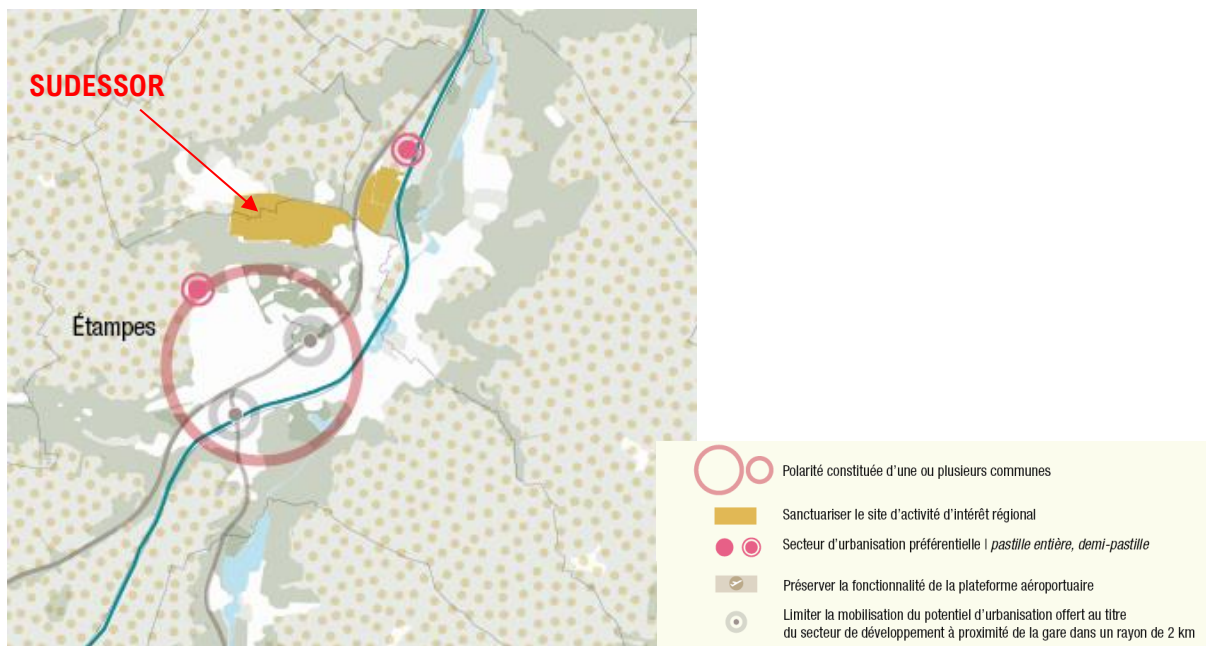 SUDESSOR
Étampes
Polarité constituée d'une ou plusieurs communes
Sanctuariser le site d'activité d'intérêt régional
Secteur d'urbanisation préférentielle | pastille entière, demi-pastille
Préserver la fonctionnalité de la plateforme aéroportuaire
Limiter la mobilisation du potentiel d'urbanisation offert au titre
du secteur de développement à proximité de la gare dans un rayon de 2 km